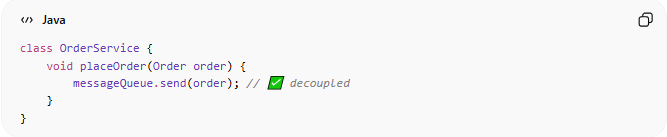 </> Java
class OrderService {
    void placeOrder(Order order) {
        messageQueue.send(order); // ✅ decoupled
    }
}